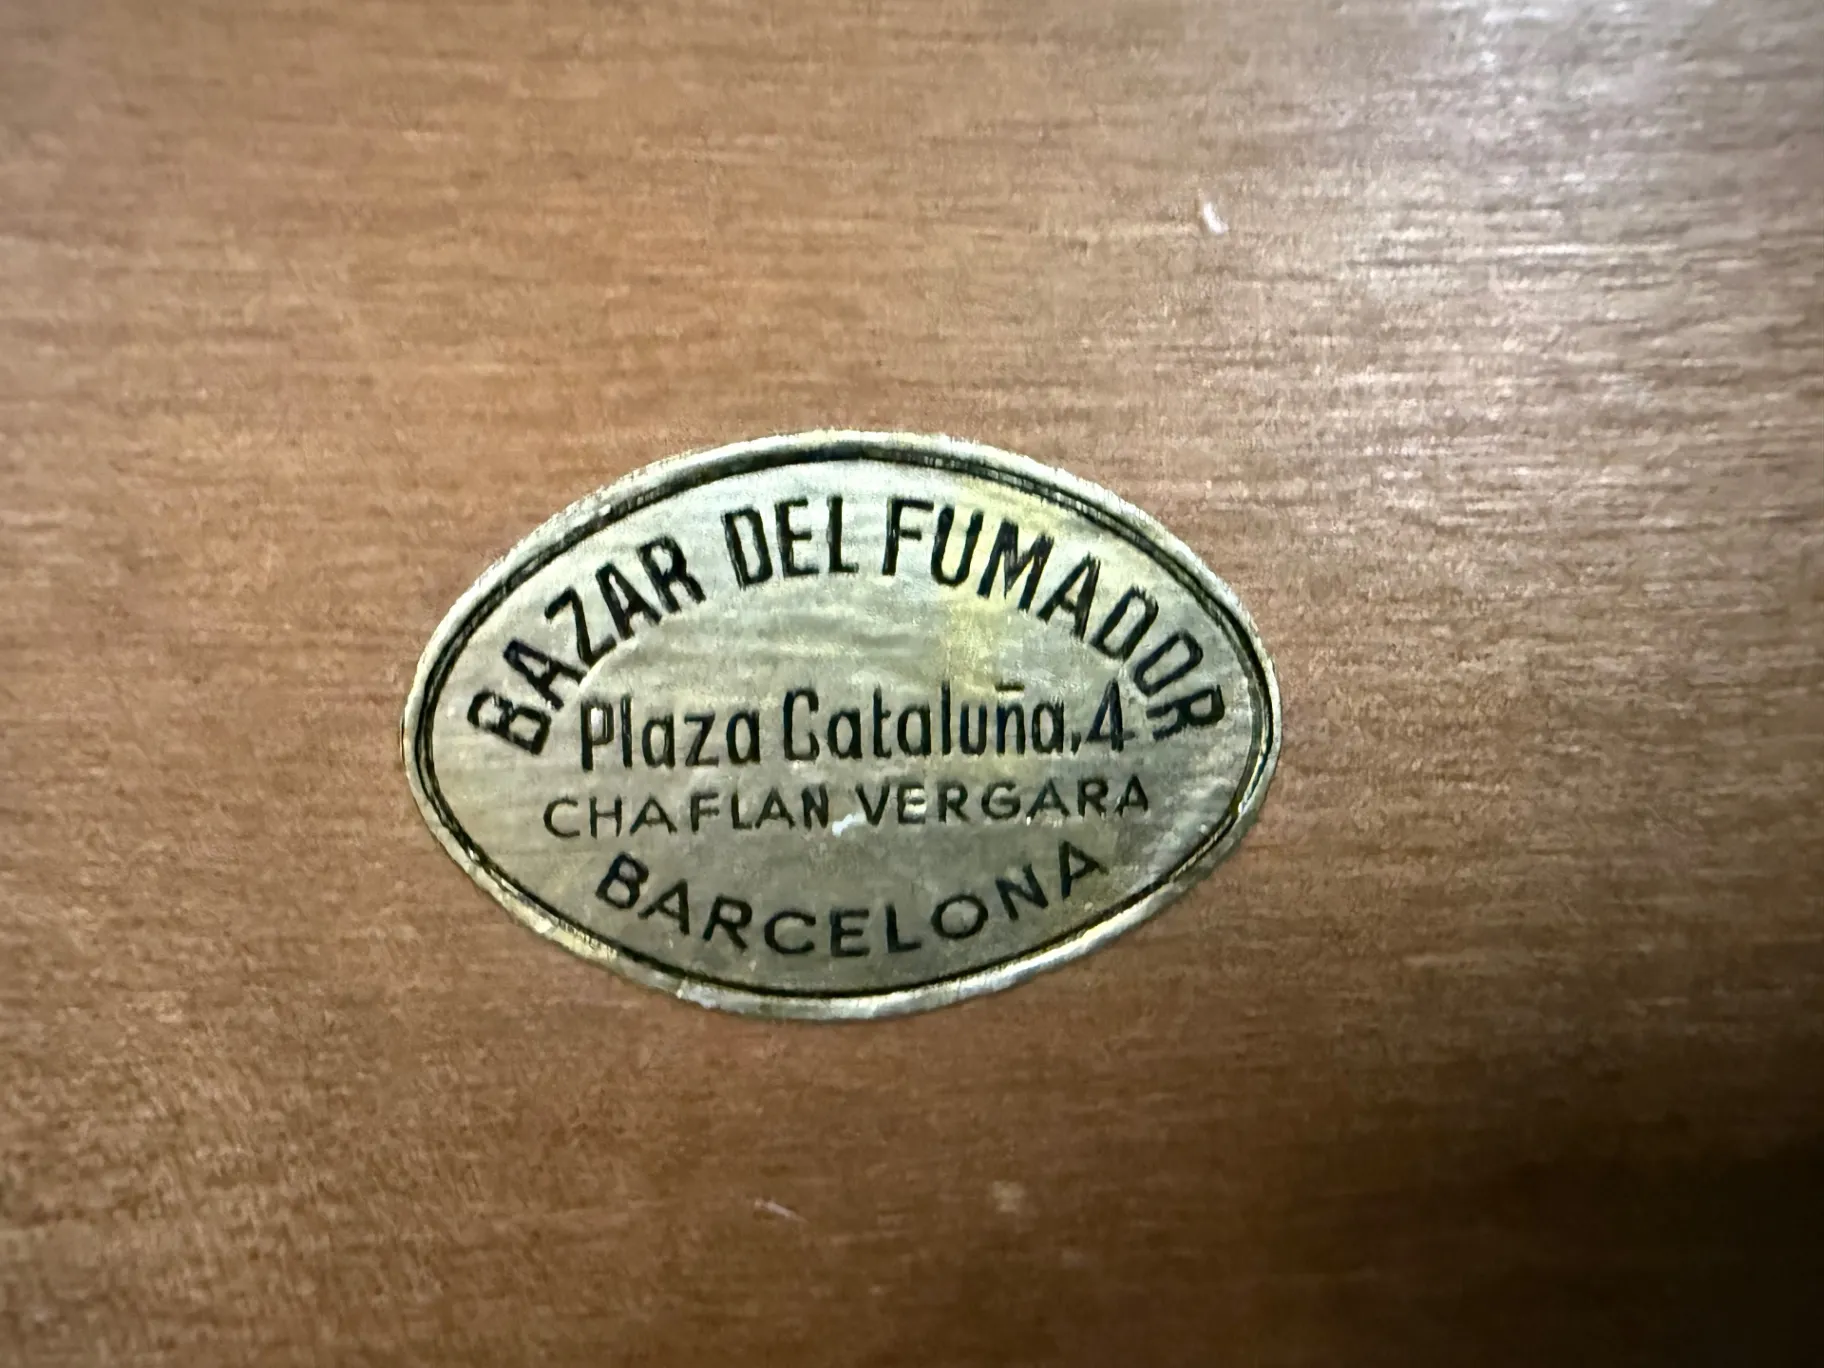 BAZAR DEL FUMADOR
Plaza Cataluña, 4
CHAFLAN VERGARA
BARCELONA